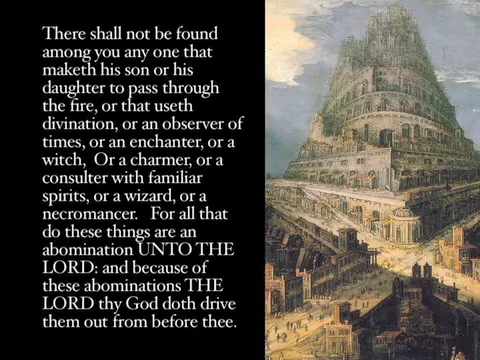 There shall not be found
among you any one that
maketh his son or his
daughter to pass through
the fire, or that useth
divination, or an observer of
times, or an enchanter, or a
witch,  Or a charmer, or a
consulter with familiar
spirits, or a wizard, or a
necromancer.   For all that
do these things are an
abomination UNTO THE
LORD: and because of
these abominations THE
LORD thy God doth drive
them out from before thee.